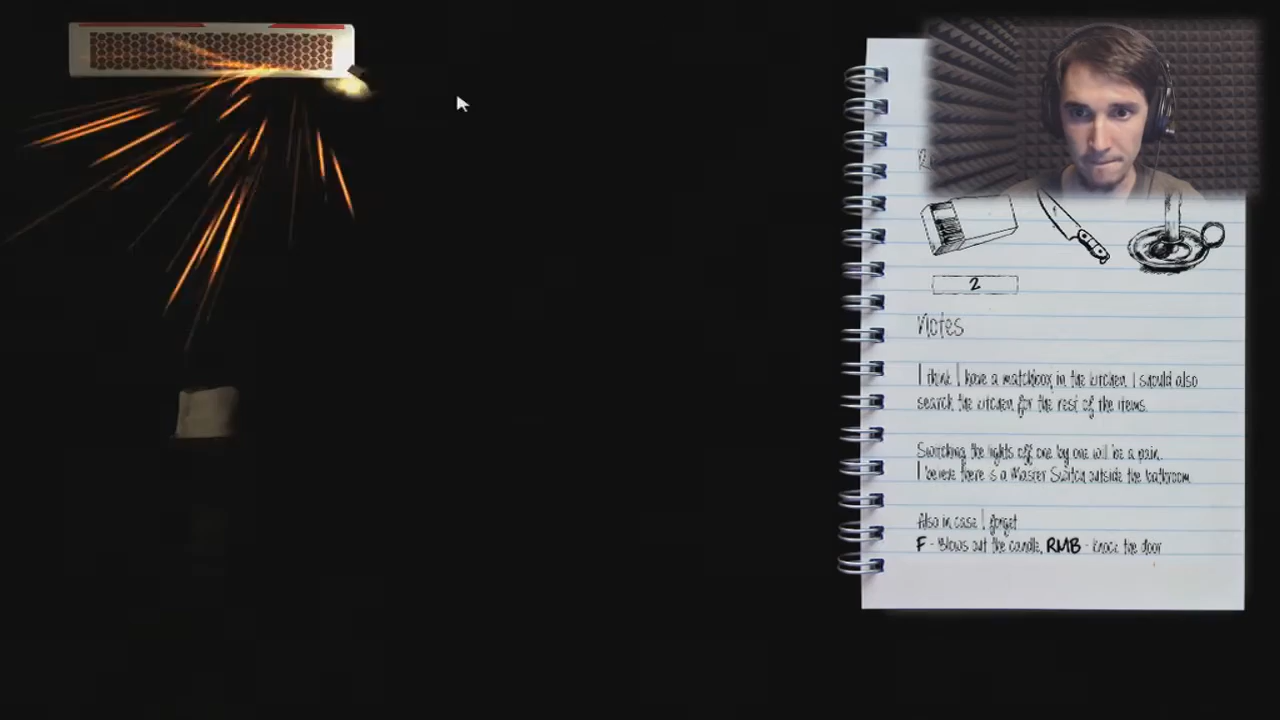 2
Notes
I think I have a matchbox in the kitchen. I should also
search the kitchen for the rest of the items.
Switching the lights off one by one will be a pain.
I believe there is a Master Switch outside the bathroom.
Also in case I forget
F - Blows out the candle, RMB - knock the door